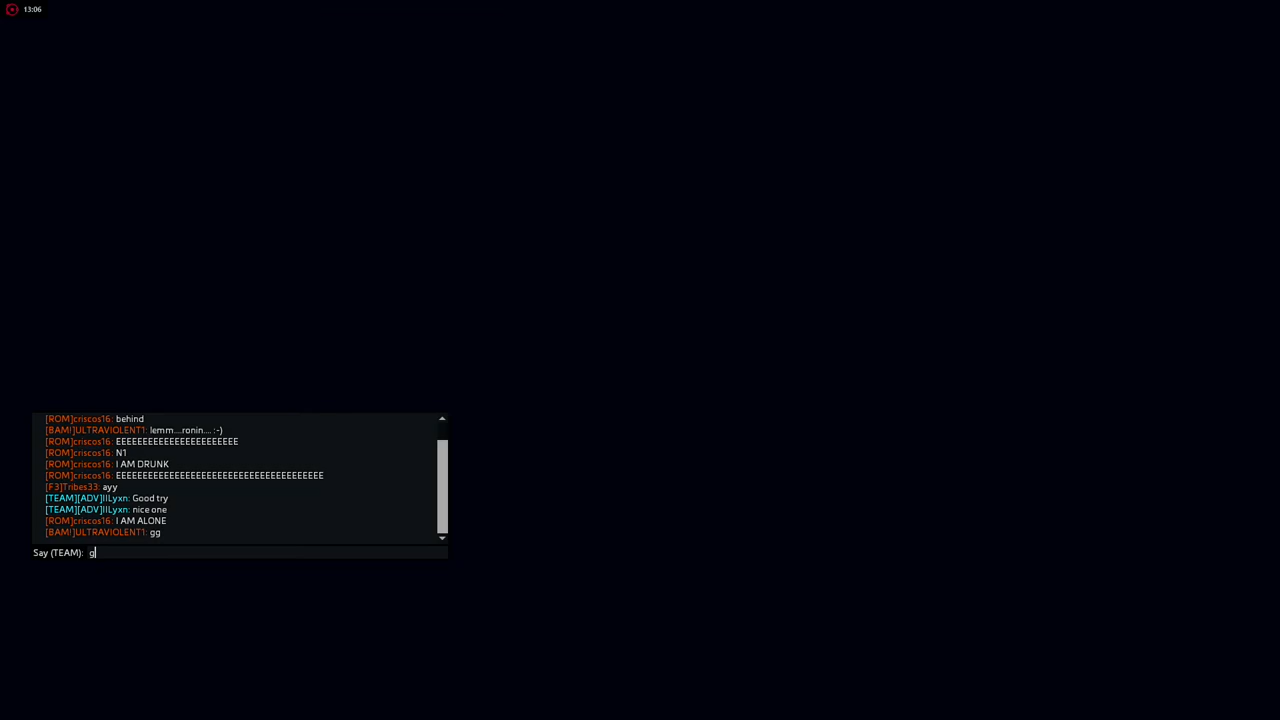 13:06
[ROM]criscos16: behind
[BAM!]ULTRAVIOLENT1: lemm....ronin.... :-)
[ROM]criscos16: EEEEEEEEEEEEEEEEEEEEEEE
[ROM]criscos16: N1
[ROM]criscos16: I AM DRUNK
[ROM]criscos16: EEEEEEEEEEEEEEEEEEEEEEEEEEEEEEEEEEEEEEE
[F3]Tribes33: ayy
[TEAM][ADV]IILyxn: Good try
[TEAM][ADV]IILyxn: nice one
[ROM]criscos16: I AM ALONE
[BAM!]ULTRAVIOLENT1: gg
Say (TEAM): g